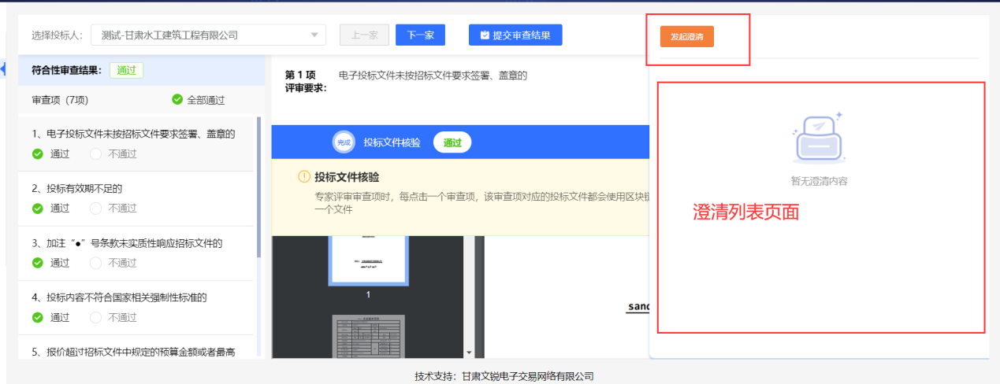 选择投标人： 测试-甘肃水工建筑工程有限公司 上一家 下一家 提交审查结果 发起澄清
符合性审查结果： 通过
审查项（7项） 全部通过
1、电子投标文件未按招标文件要求签署、盖章的
通过 不通过
2、投标有效期不足的
通过 不通过
3、加注“●”号条款未实质性响应招标文件的
通过 不通过
4、投标内容不符合国家相关强制性标准的
通过 不通过
5、报价超过招标文件中规定的预算金额或者最高
第 1 项 电子投标文件未按招标文件要求签署、盖章的
评审要求：
完成 投标文件核验 通过
投标文件核验
专家评审审查项时，每点击一个审查项，该审查项对应的投标文件都会使用区块链
一个文件
1
sand
暂无澄清内容
澄清列表页面
技术支持：甘肃文锐电子交易网络有限公司